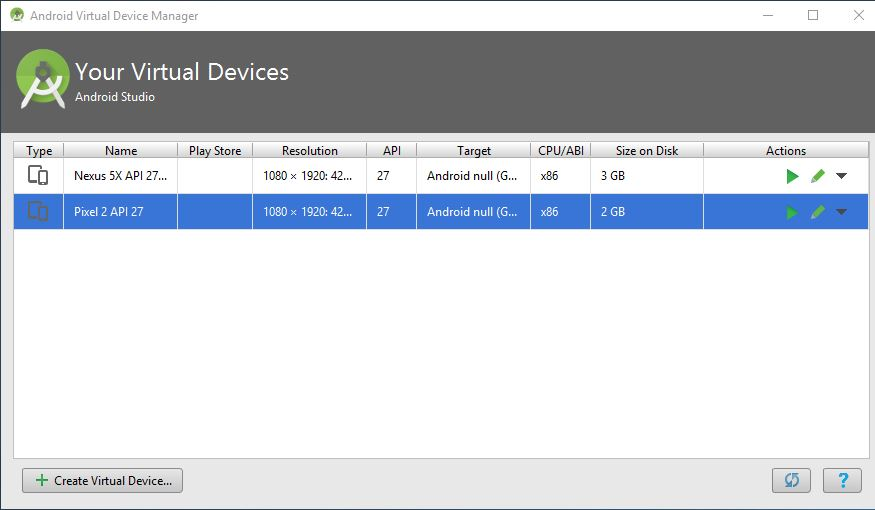 Android Virtual Device Manager
Your Virtual Devices
Android Studio
Type Name Play Store Resolution API Target CPU/ABI Size on Disk Actions
Nexus 5X API 27... 1080 × 1920: 42... 27 Android null (G... x86 3 GB
Pixel 2 API 27 1080 × 1920: 42... 27 Android null (G... x86 2 GB
+ Create Virtual Device... ?